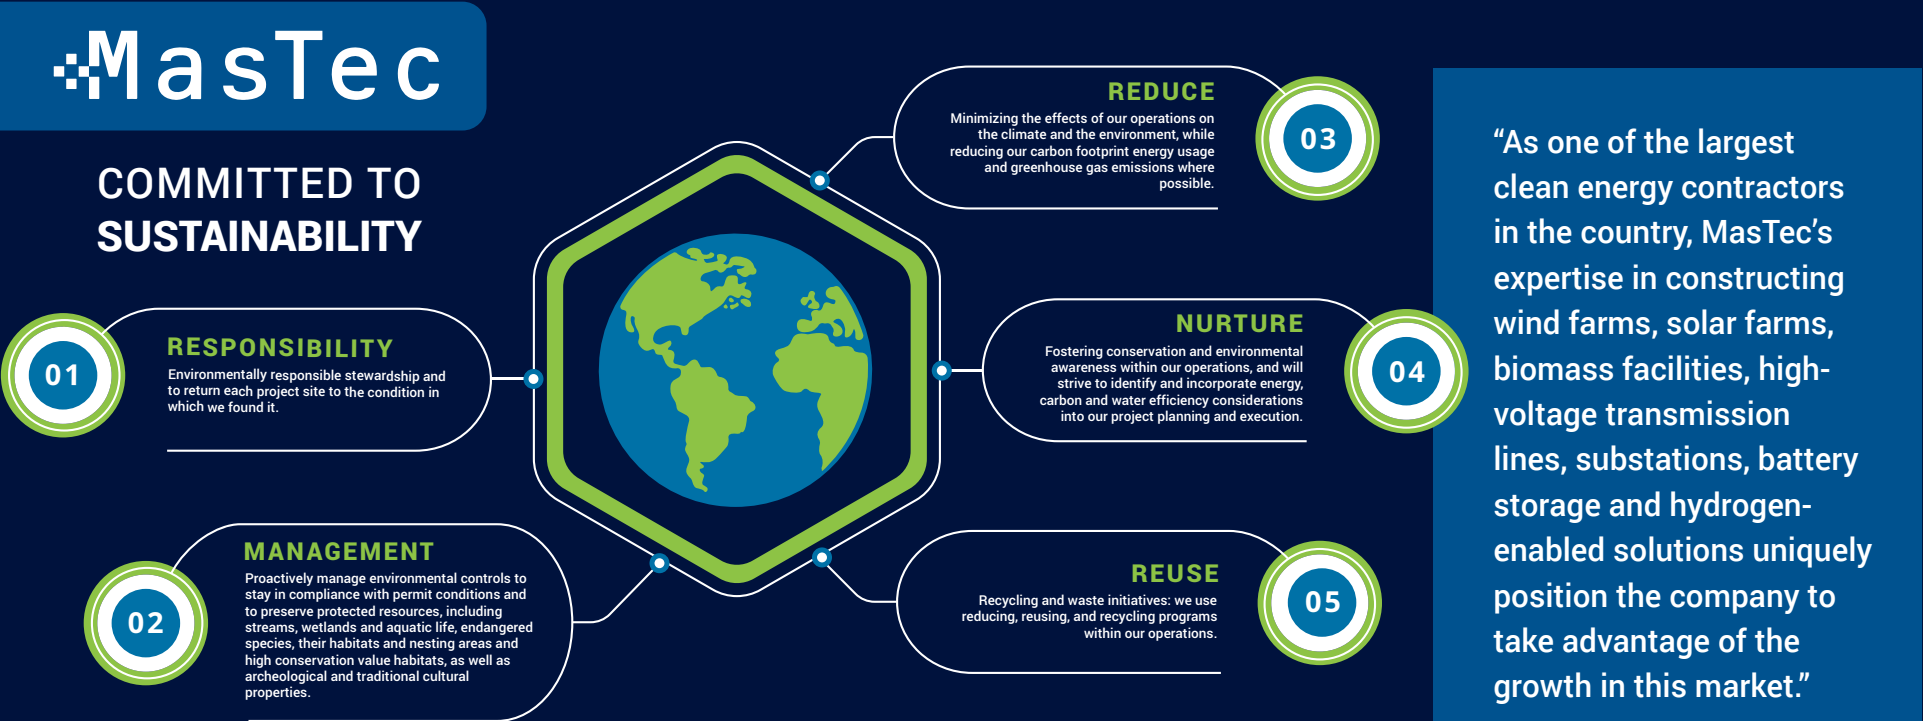 MasTec
COMMITTED TO
SUSTAINABILITY
01
RESPONSIBILITY
Environmentally responsible stewardship and
to return each project site to the condition in
which we found it.
02
MANAGEMENT
Proactively manage environmental controls to
stay in compliance with permit conditions and
to preserve protected resources, including
streams, wetlands and aquatic life, endangered
species, their habitats and nesting areas and
high conservation value habitats, as well as
archeological and traditional cultural
properties.
REDUCE
Minimizing the effects of our operations on
the climate and the environment, while
reducing our carbon footprint energy usage
and greenhouse gas emissions where
possible.
03
NURTURE
Fostering conservation and environmental
awareness within our operations, and will
strive to identify and incorporate energy,
carbon and water efficiency considerations
into our project planning and execution.
04
REUSE
Recycling and waste initiatives: we use
reducing, reusing, and recycling programs
within our operations.
05
“As one of the largest
clean energy contractors
in the country, MasTec’s
expertise in constructing
wind farms, solar farms,
biomass facilities, high-
voltage transmission
lines, substations, battery
storage and hydrogen-
enabled solutions uniquely
position the company to
take advantage of the
growth in this market.”